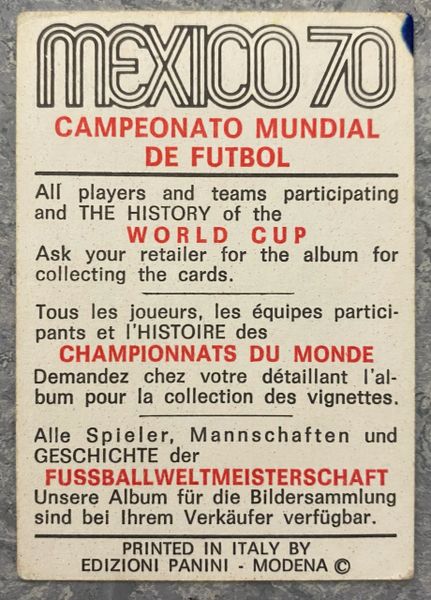 MEXICO 70
CAMPEONATO MUNDIAL
DE FUTBOL
All players and teams participating
and THE HISTORY of the
WORLD CUP
Ask your retailer for the album for
collecting the cards.
Tous les joueurs, les équipes partici-
pants et l'HISTOIRE des
CHAMPIONNATS DU MONDE
Demandez chez votre détaillant l'al-
bum pour la collection des vignettes.
Alle Spieler, Mannschaften und
GESCHICHTE der
FUSSBALLWELTMEISTERSCHAFT
Unsere Album für die Bildersammlung
sind bei Ihrem Verkäufer verfügbar.
PRINTED IN ITALY BY
EDIZIONI PANINI - MODENA ©